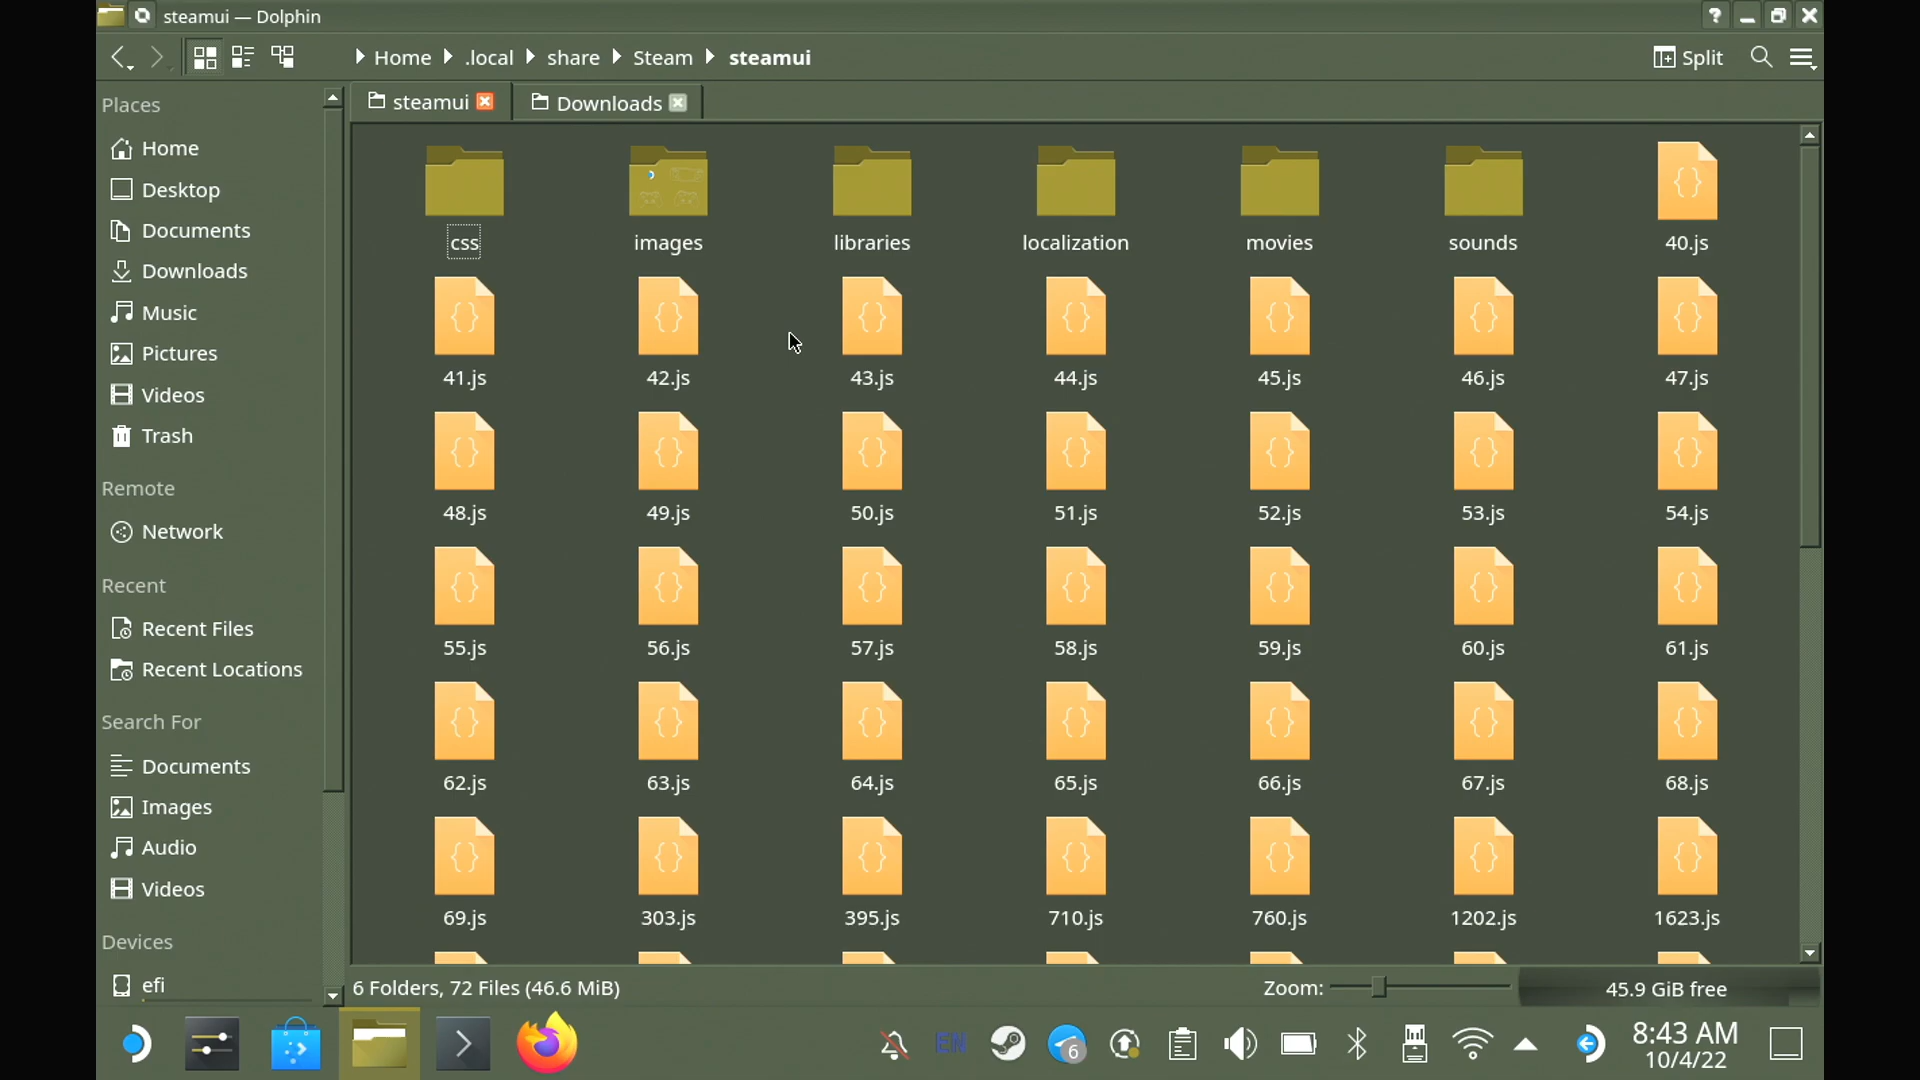 steamui — Dolphin
Home .local share Steam steamui
Split
Places
Home
Desktop
Documents
Downloads
Music
Pictures
Videos
Trash
Remote
Network
Recent
Recent Files
Recent Locations
Search For
Documents
Images
Audio
Videos
Devices
efi
steamui Downloads
css images libraries localization movies sounds 40.js
41.js 42.js 43.js 44.js 45.js 46.js 47.js
48.js 49.js 50.js 51.js 52.js 53.js 54.js
55.js 56.js 57.js 58.js 59.js 60.js 61.js
62.js 63.js 64.js 65.js 66.js 67.js 68.js
69.js 303.js 395.js 710.js 760.js 1202.js 1623.js
6 Folders, 72 Files (46.6 MiB)
Zoom:
45.9 GiB free
EN
6
8:43 AM
10/4/22